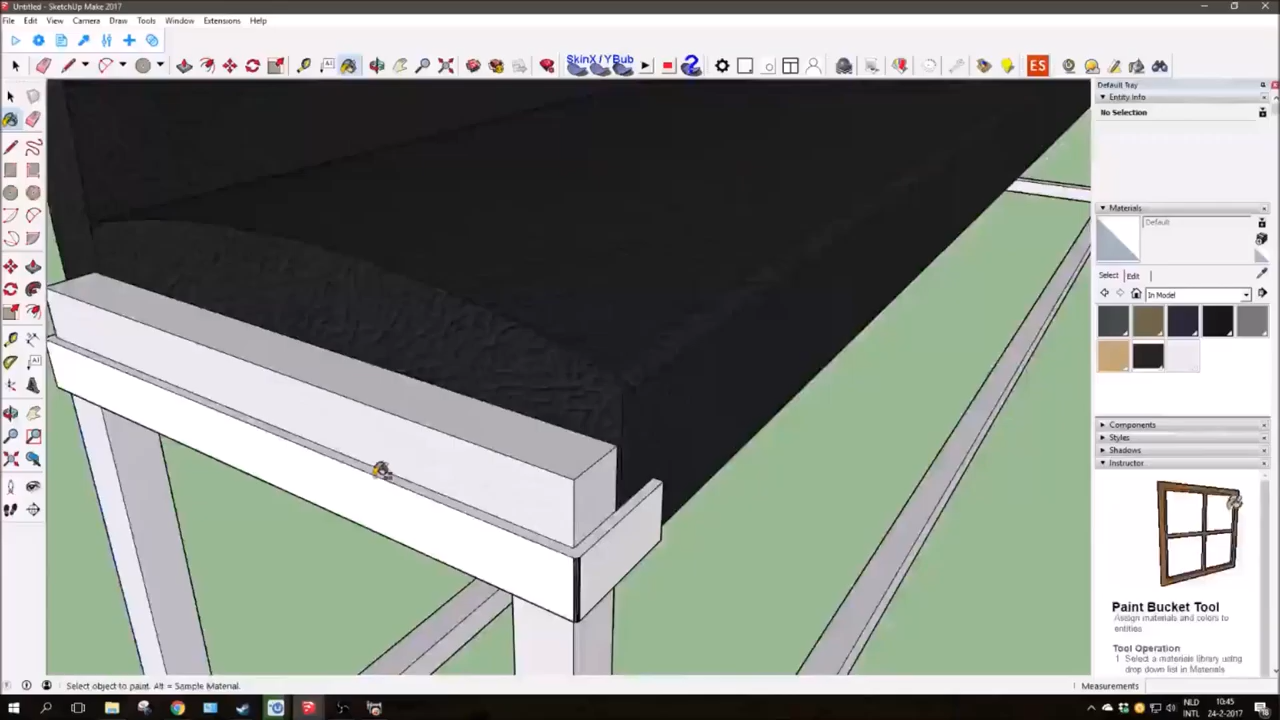 Untitled - SketchUp Make 2017
File Edit View Camera Draw Tools Window Extensions Help
SkinX / YBub
ES
Default Tray
Entity Info
No Selection
Materials
Default
Select Edit
In Model
Components
Styles
Shadows
Instructor
Paint Bucket Tool
Assign materials and colors to
entities
Tool Operation
1 Select a materials library using
drop down list in Materials
Select object to paint. Alt = Sample Material.
Measurements
NLD
INTL
10:45
24-2-2017